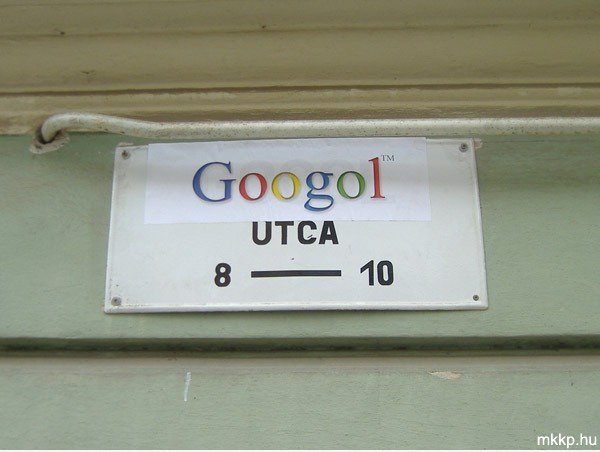 Googol™
UTCA
8 — 10
mkkp.hu